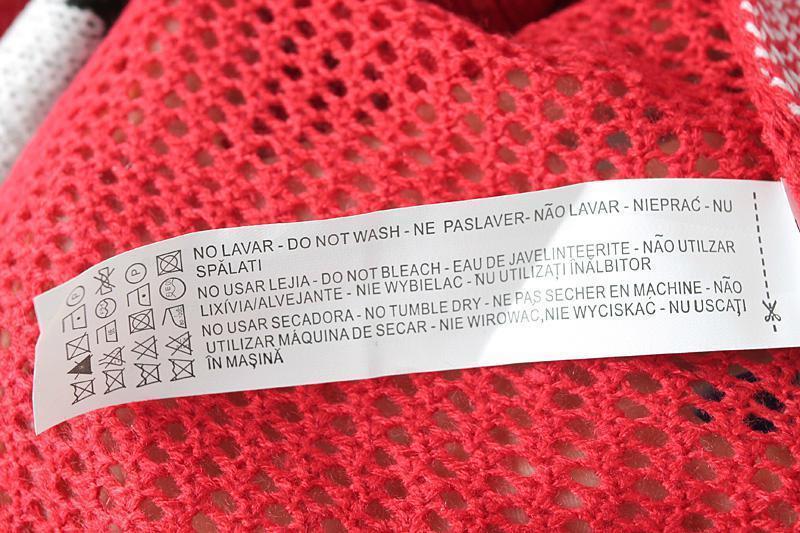 NO LAVAR - DO NOT WASH - NE PASLAVER- NÃO LAVAR - NIEPRAĆ - NU
SPĂLATI
NO USAR LEJIA - DO NOT BLEACH - EAU DE JAVELINTEERITE - NÃO UTILZAR
LIXÍVIA/ALVEJANTE - NIE WYBIELAC - NU UTILIZAȚI ÎNĂLBITOR
NO USAR SECADORA - NO TUMBLE DRY - NE PAS SECHER EN MACHINE - NÃO
UTILIZAR MÁQUINA DE SECAR - NIE WIROWAĆ,NIE WYCISKAĆ - NU USCAȚI
ÎN MAȘINĂ